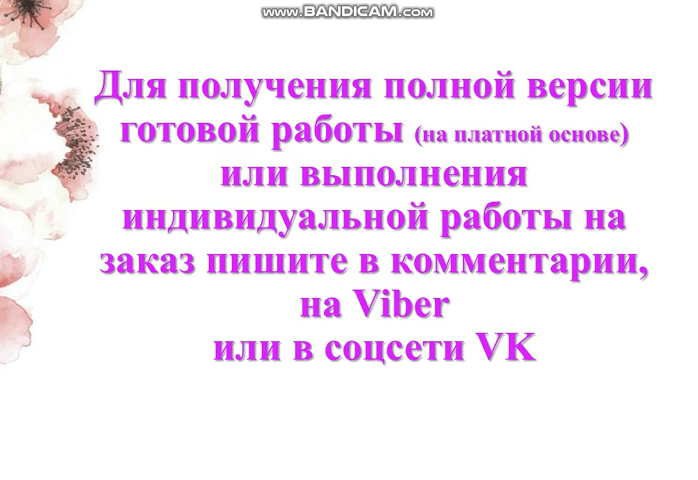 www.BANDICAM.com
Для получения полной версии
готовой работы (на платной основе)
или выполнения
индивидуальной работы на
заказ пишите в комментарии,
на Viber
или в соцсети VK